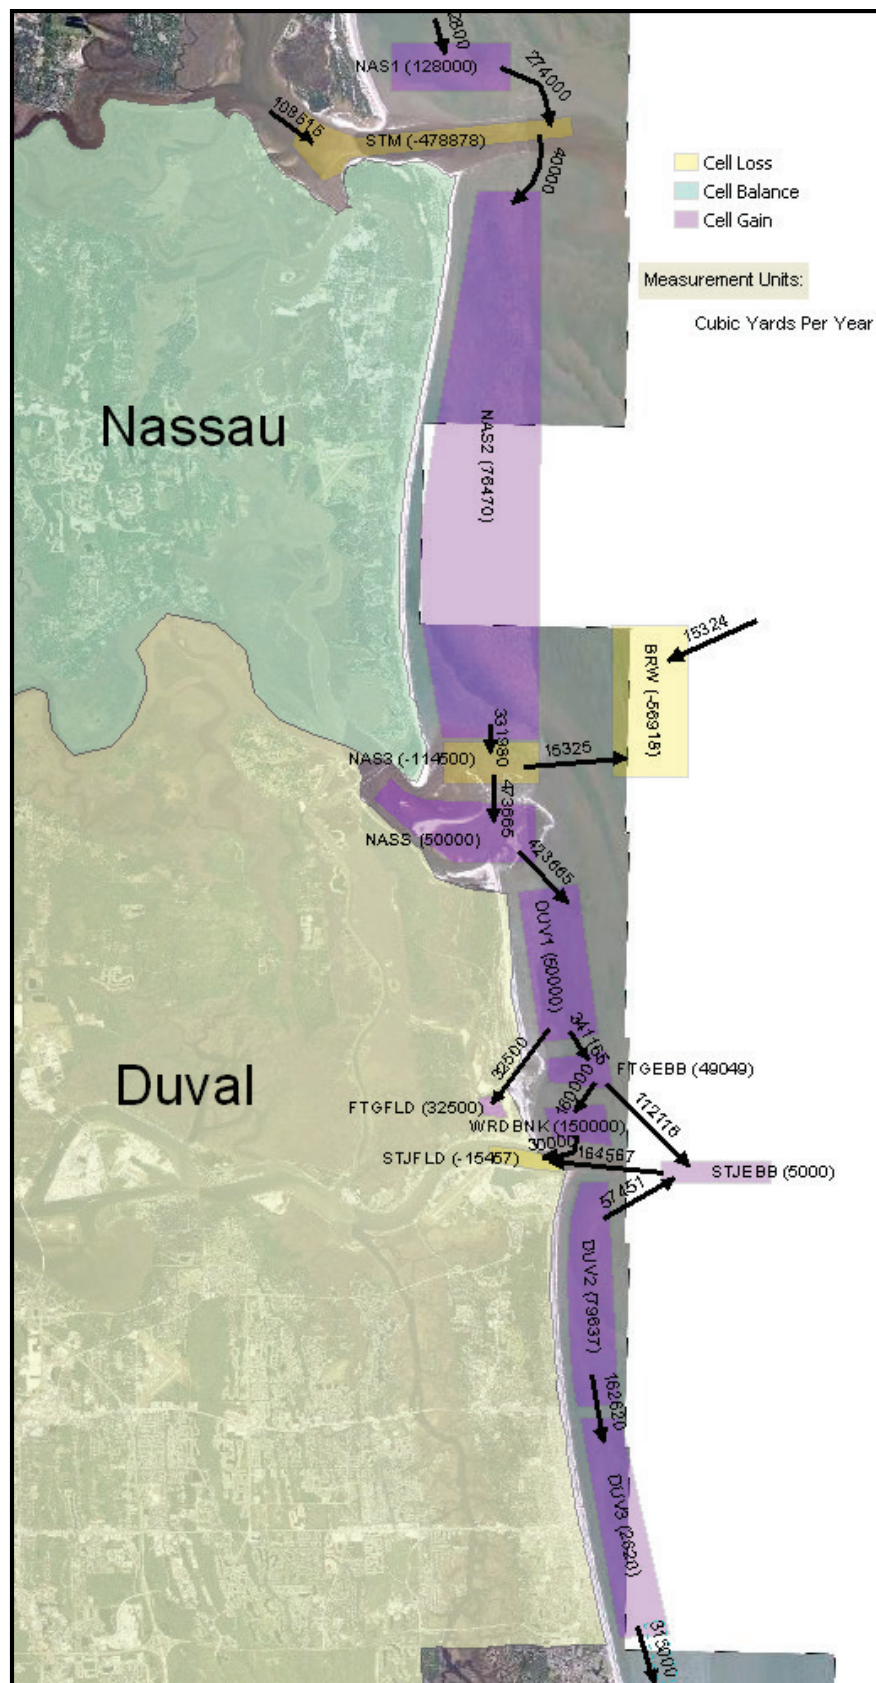 2800
NAS1 (128000)
274000
108515
STM (-478878)
40000
Cell Loss
Cell Balance
Cell Gain
Measurement Units:
Cubic Yards Per Year
Nassau
NAS2 (76470)
15324
BRW (-56918)
331980
NAS3 (-114500)
15325
473665
NASS (50000)
423665
DUV1 (50000)
341165
32500
FTGEBB (49049)
160000
112116
FTGFLD (32500)
Duval
WRDBNK (150000)
30000
STJFLD (-15457)
164567
STJEBB (5000)
57451
DUV2 (79637)
162620
DUV3 (2620)
315000